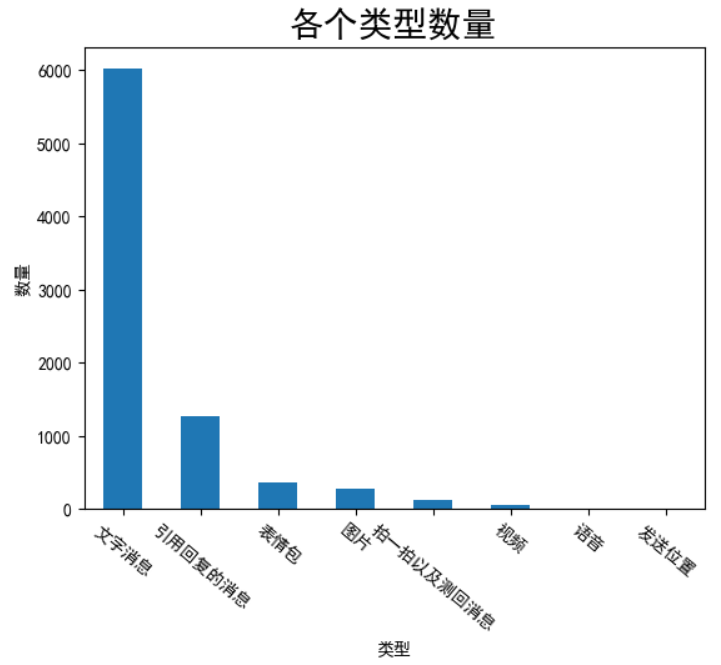 各个类型数量
数量
6000
5000
4000
3000
2000
1000
0
文字消息
引用回复的消息
表情包
图片
拍一拍以及测回消息
视频
语音
发送位置
类型